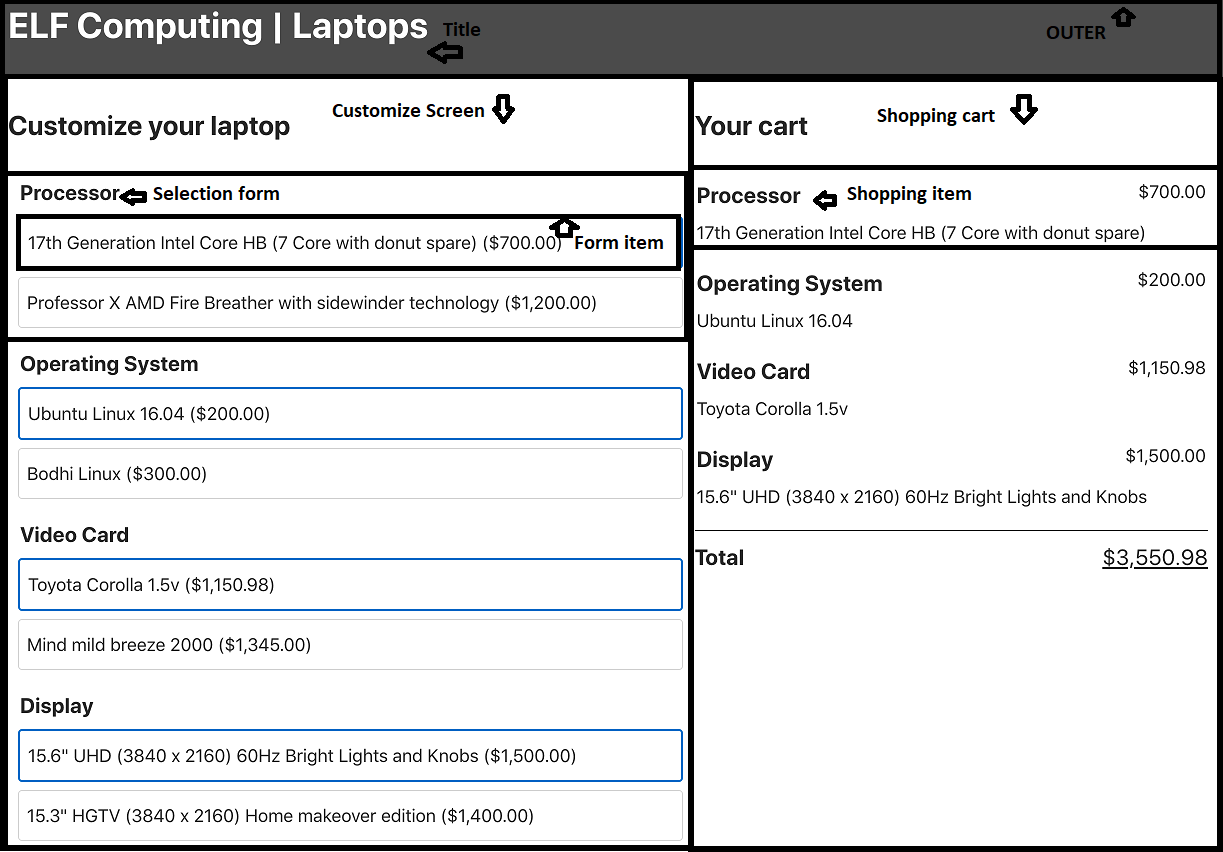 ELF Computing | Laptops
Title
OUTER
Customize your laptop
Customize Screen
Processor
Selection form
17th Generation Intel Core HB (7 Core with donut spare) ($700.00)
Form item
Professor X AMD Fire Breather with sidewinder technology ($1,200.00)
Operating System
Ubuntu Linux 16.04 ($200.00)
Bodhi Linux ($300.00)
Video Card
Toyota Corolla 1.5v ($1,150.98)
Mind mild breeze 2000 ($1,345.00)
Display
15.6" UHD (3840 x 2160) 60Hz Bright Lights and Knobs ($1,500.00)
15.3" HGTV (3840 x 2160) Home makeover edition ($1,400.00)
Your cart
Shopping cart
Processor
Shopping item
$700.00
17th Generation Intel Core HB (7 Core with donut spare)
Operating System
$200.00
Ubuntu Linux 16.04
Video Card
$1,150.98
Toyota Corolla 1.5v
Display
$1,500.00
15.6" UHD (3840 x 2160) 60Hz Bright Lights and Knobs
Total
$3,550.98